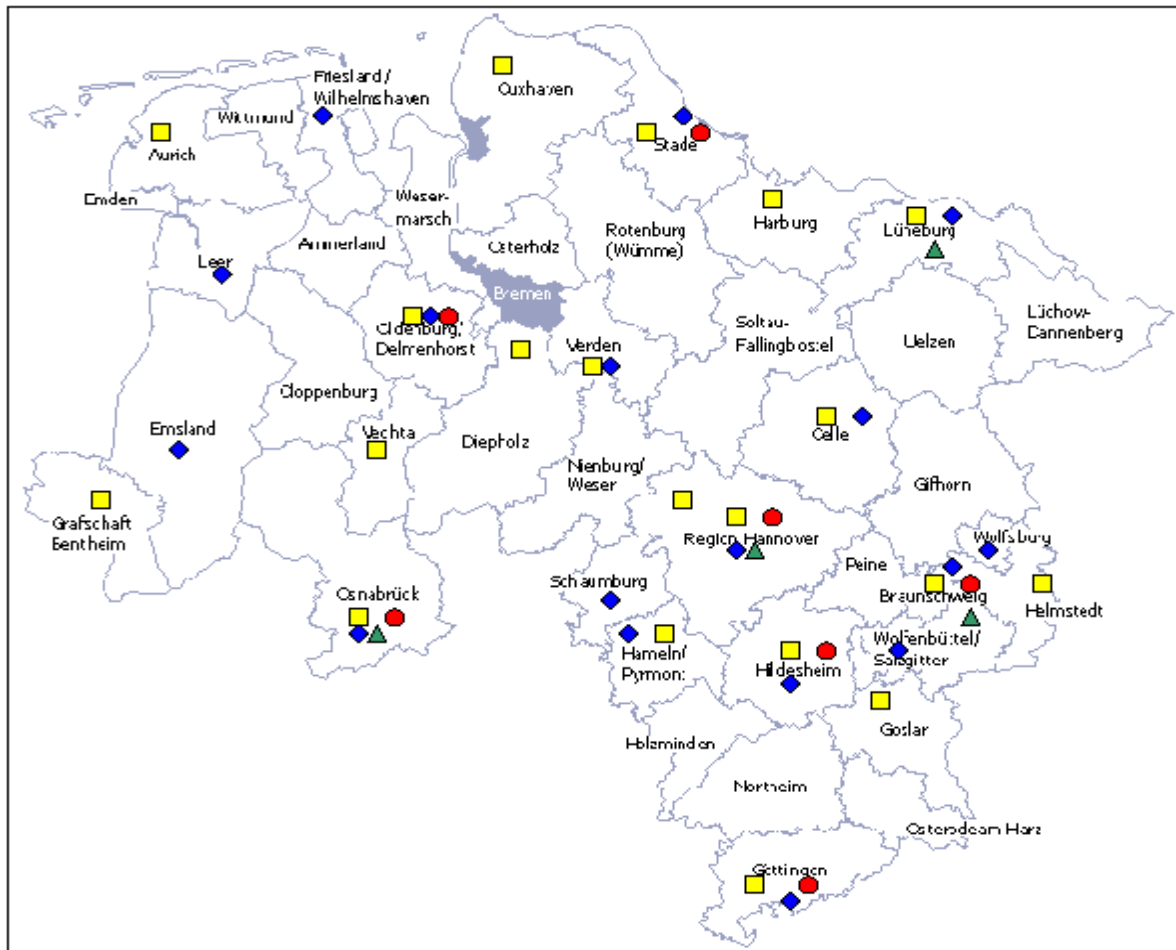 Friesland /
Wilhelmshaven
Cuxhaven
Wittmund
Aurich
Stade
Emden
Weser-
marsch
Harburg
Lüneburg
Ammerland
Osterholz
Rotenburg
(Wümme)
Leer
Bremen
Oldenburg,
Delmenhorst
Verden
Soltau-
Fallingbostel
Uelzen
Lüchow-
Dannenberg
Cloppenburg
Emsland
Vechta
Diepholz
Celle
Nienburg/
Weser
Gifhorn
Grafschaft
Bentheim
Region Hannover
Wolfsburg
Peine
Schaumburg
Braunschweig
Helmstedt
Osnabrück
Hameln/
Pyrmont
Hildesheim
Wolfenbüttel/
Salzgitter
Goslar
Holzminden
Northeim
Osterode am Harz
Göttingen